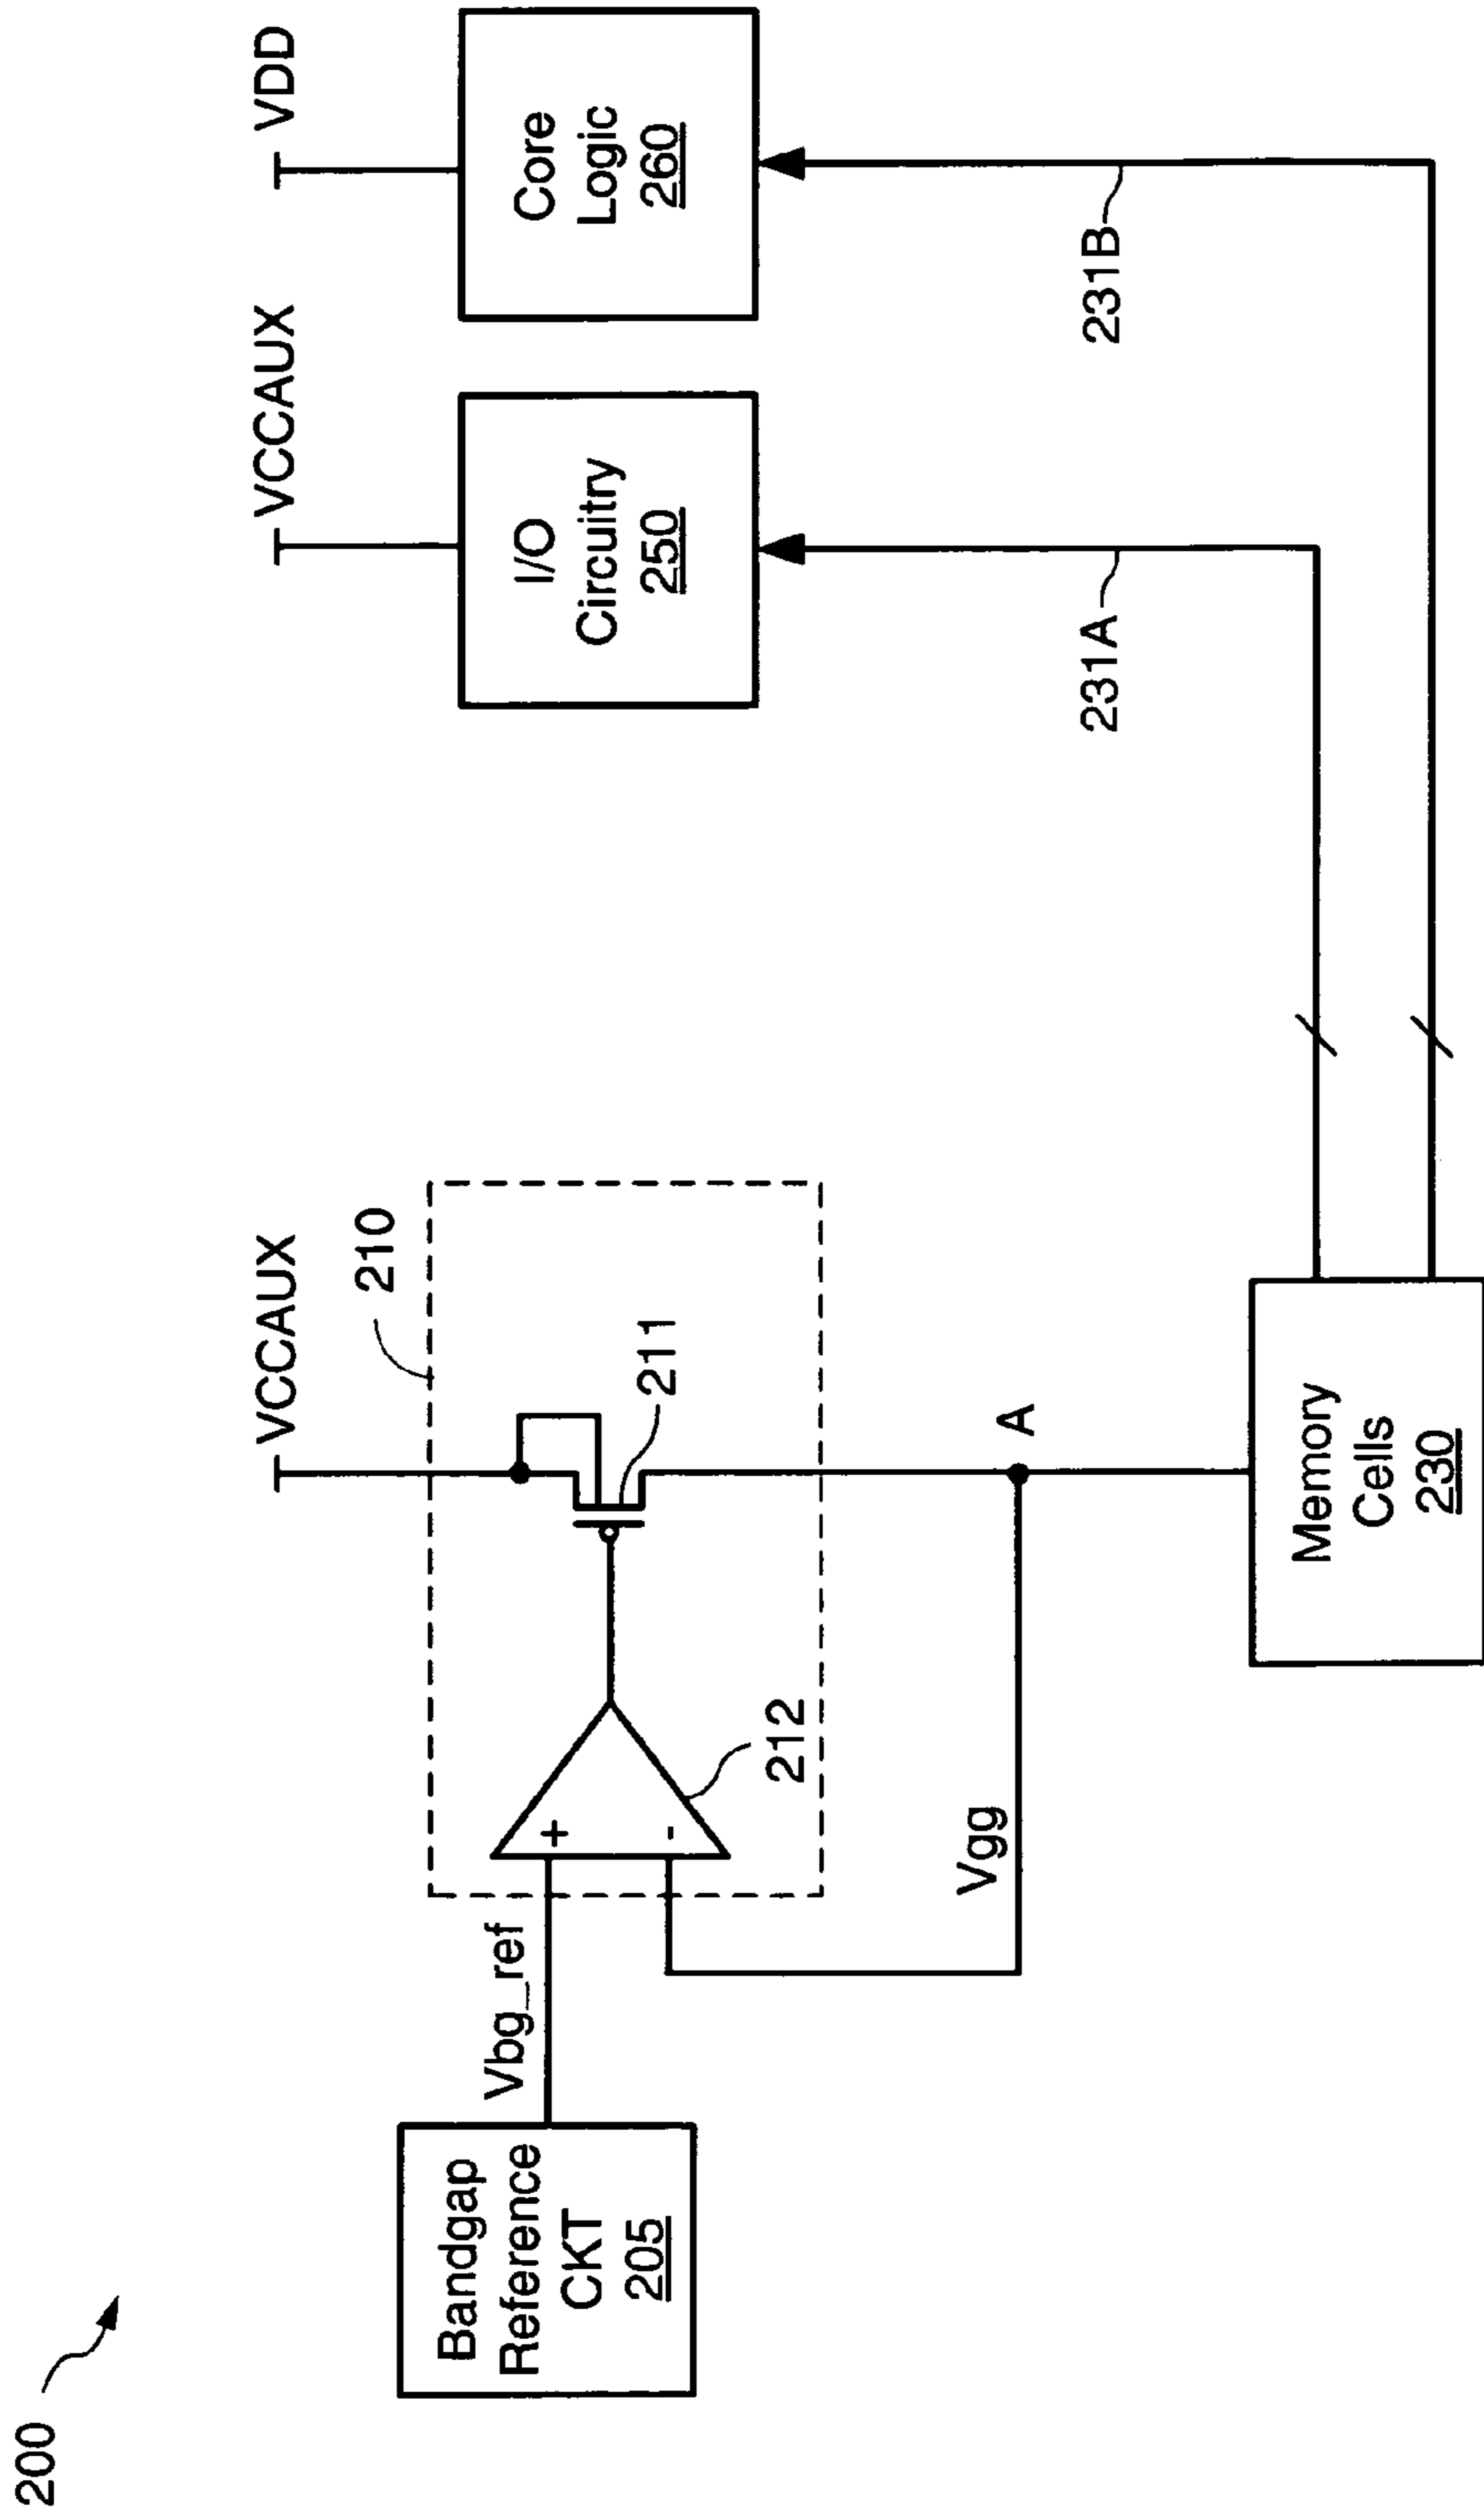 200
VCCAUX
VCCAUX
VDD
210
Bandgap
Reference
CKT
205
Vbg_ref
+
-
212
211
I/O
Circuitry
250
Core
Logic
260
Vgg
A
231A
231B
Memory
Cells
230